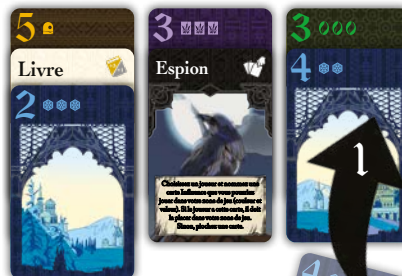 5
Livre
2
3
Espion
Choisissez un joueur et nommez une
carte Influence que vous pensez
jouer dans votre zone de jeu (couleur et
valeur). Si le joueur a cette carte, il doit
la placer dans votre zone de jeu.
Sinon, piochez une carte.
3
4
1
4